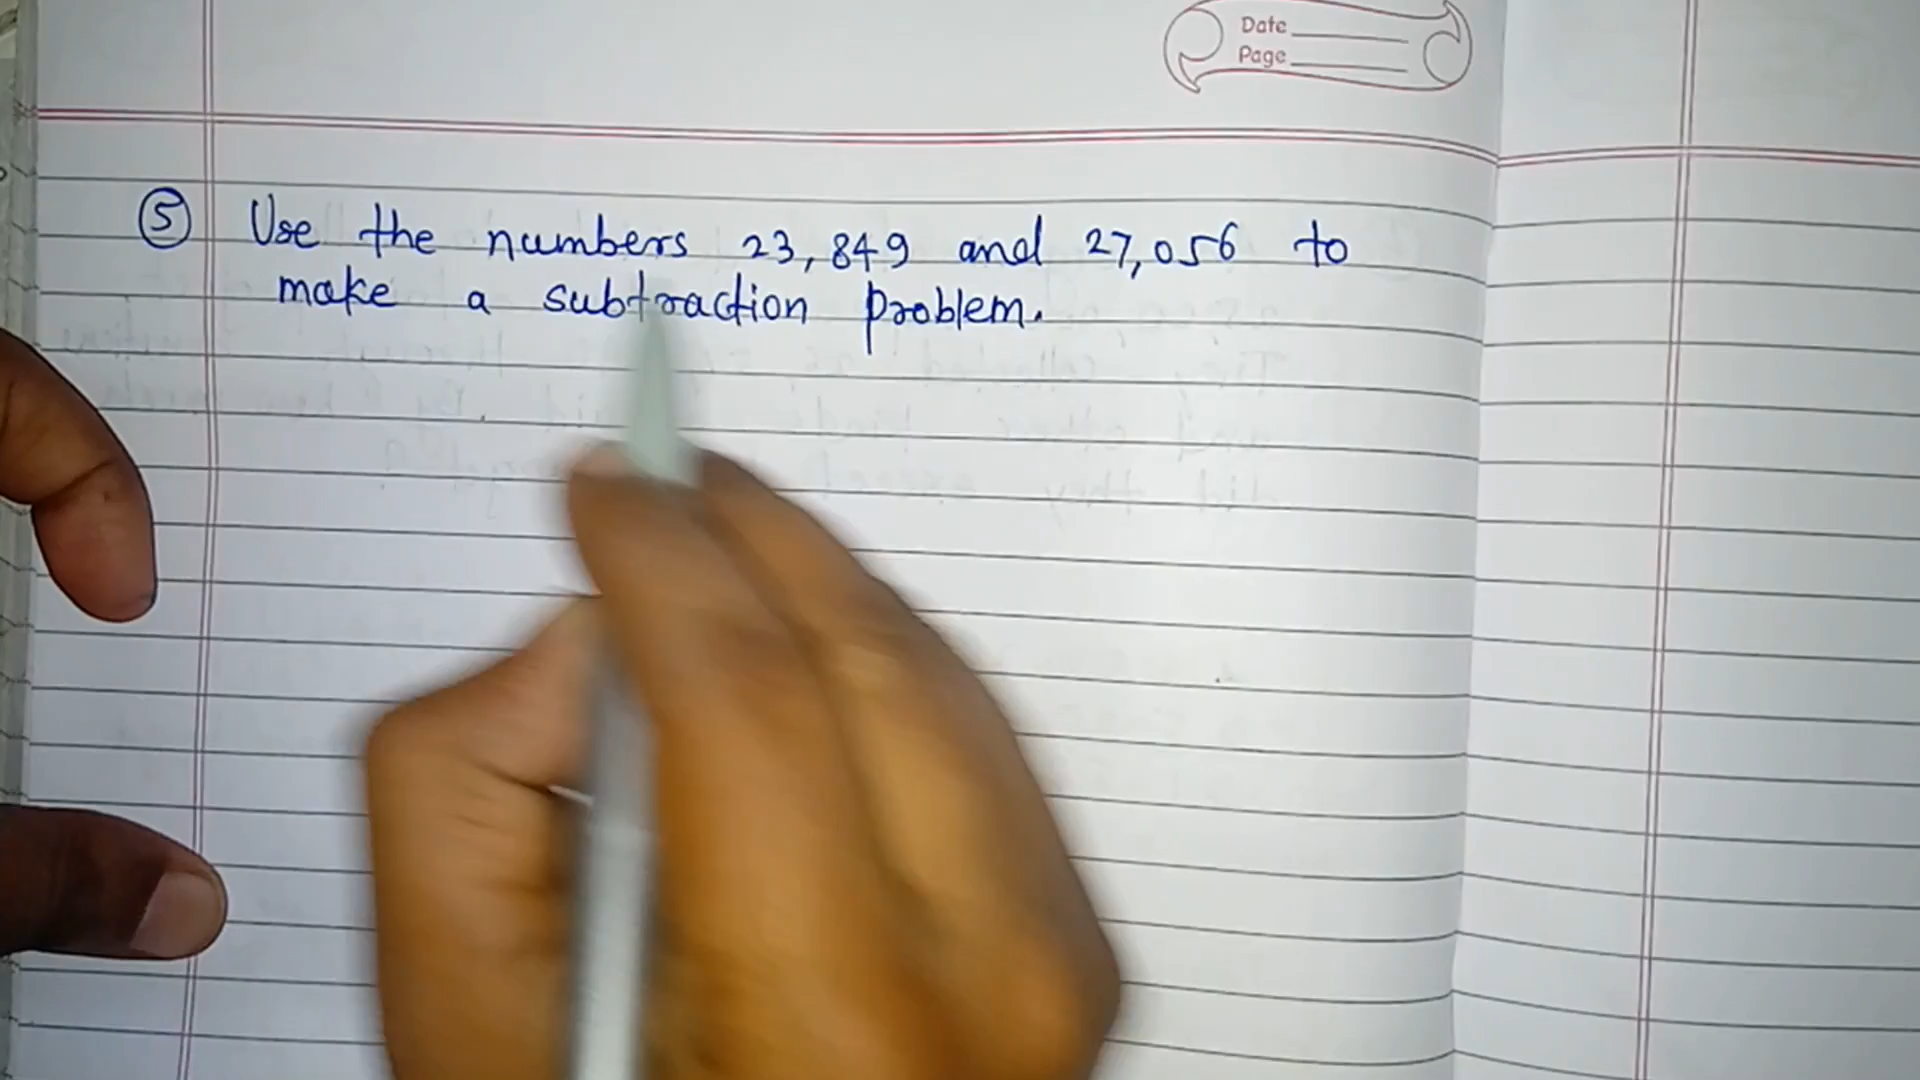 Date
Page
⑤ Use the numbers 23,849 and 27,056 to
make a subtraction problem.